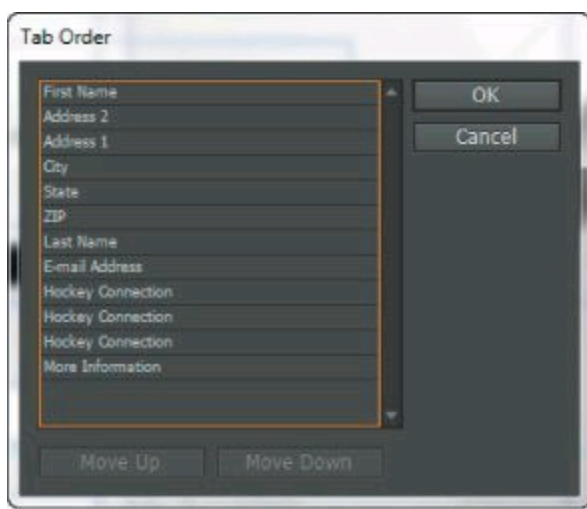 Tab Order
First Name
Address 2
Address 1
City
State
ZIP
Last Name
E-mail Address
Hockey Connection
Hockey Connection
Hockey Connection
More Information
OK
Cancel
Move Up
Move Down